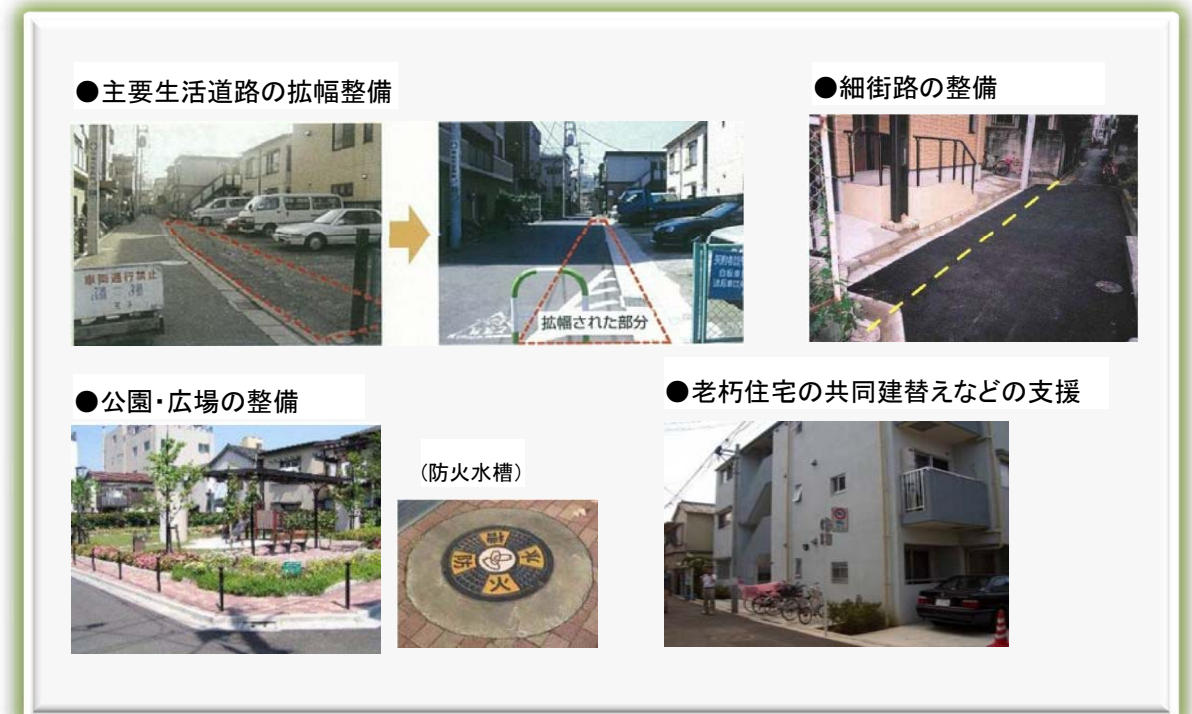 ●主要生活道路の拡幅整備
●細街路の整備
車両通行禁止
拡幅された部分
●公園・広場の整備
(防火水槽)
防火水槽
●老朽住宅の共同建替えなどの支援